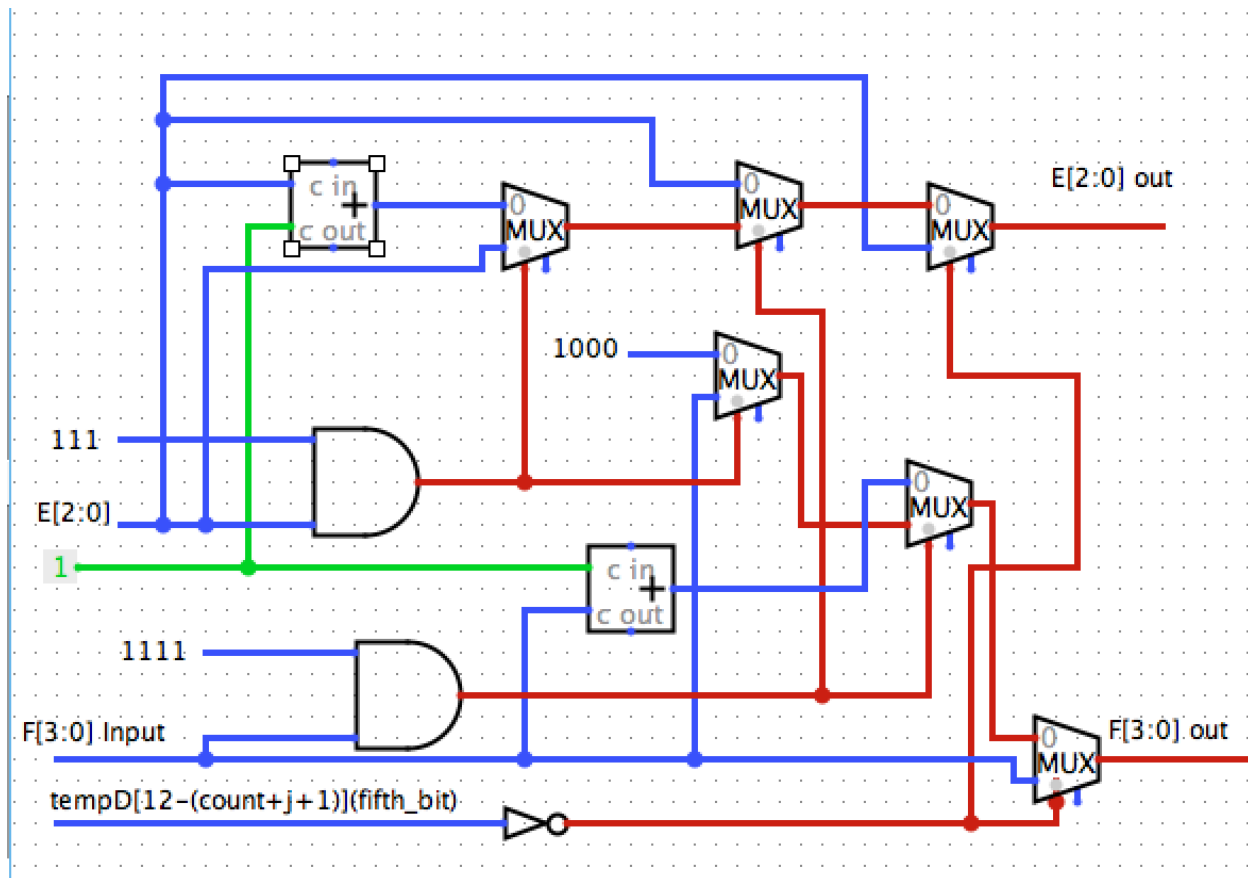 E[2:0] out
c in
+
c out
0
MUX
0
MUX
0
MUX
1000
0
MUX
111
E[2:0]
0
MUX
1
c in
+
c out
1111
F[3:0] Input
0
MUX
F[3:0] out
tempD[12-(count+j+1)](fifth_bit)